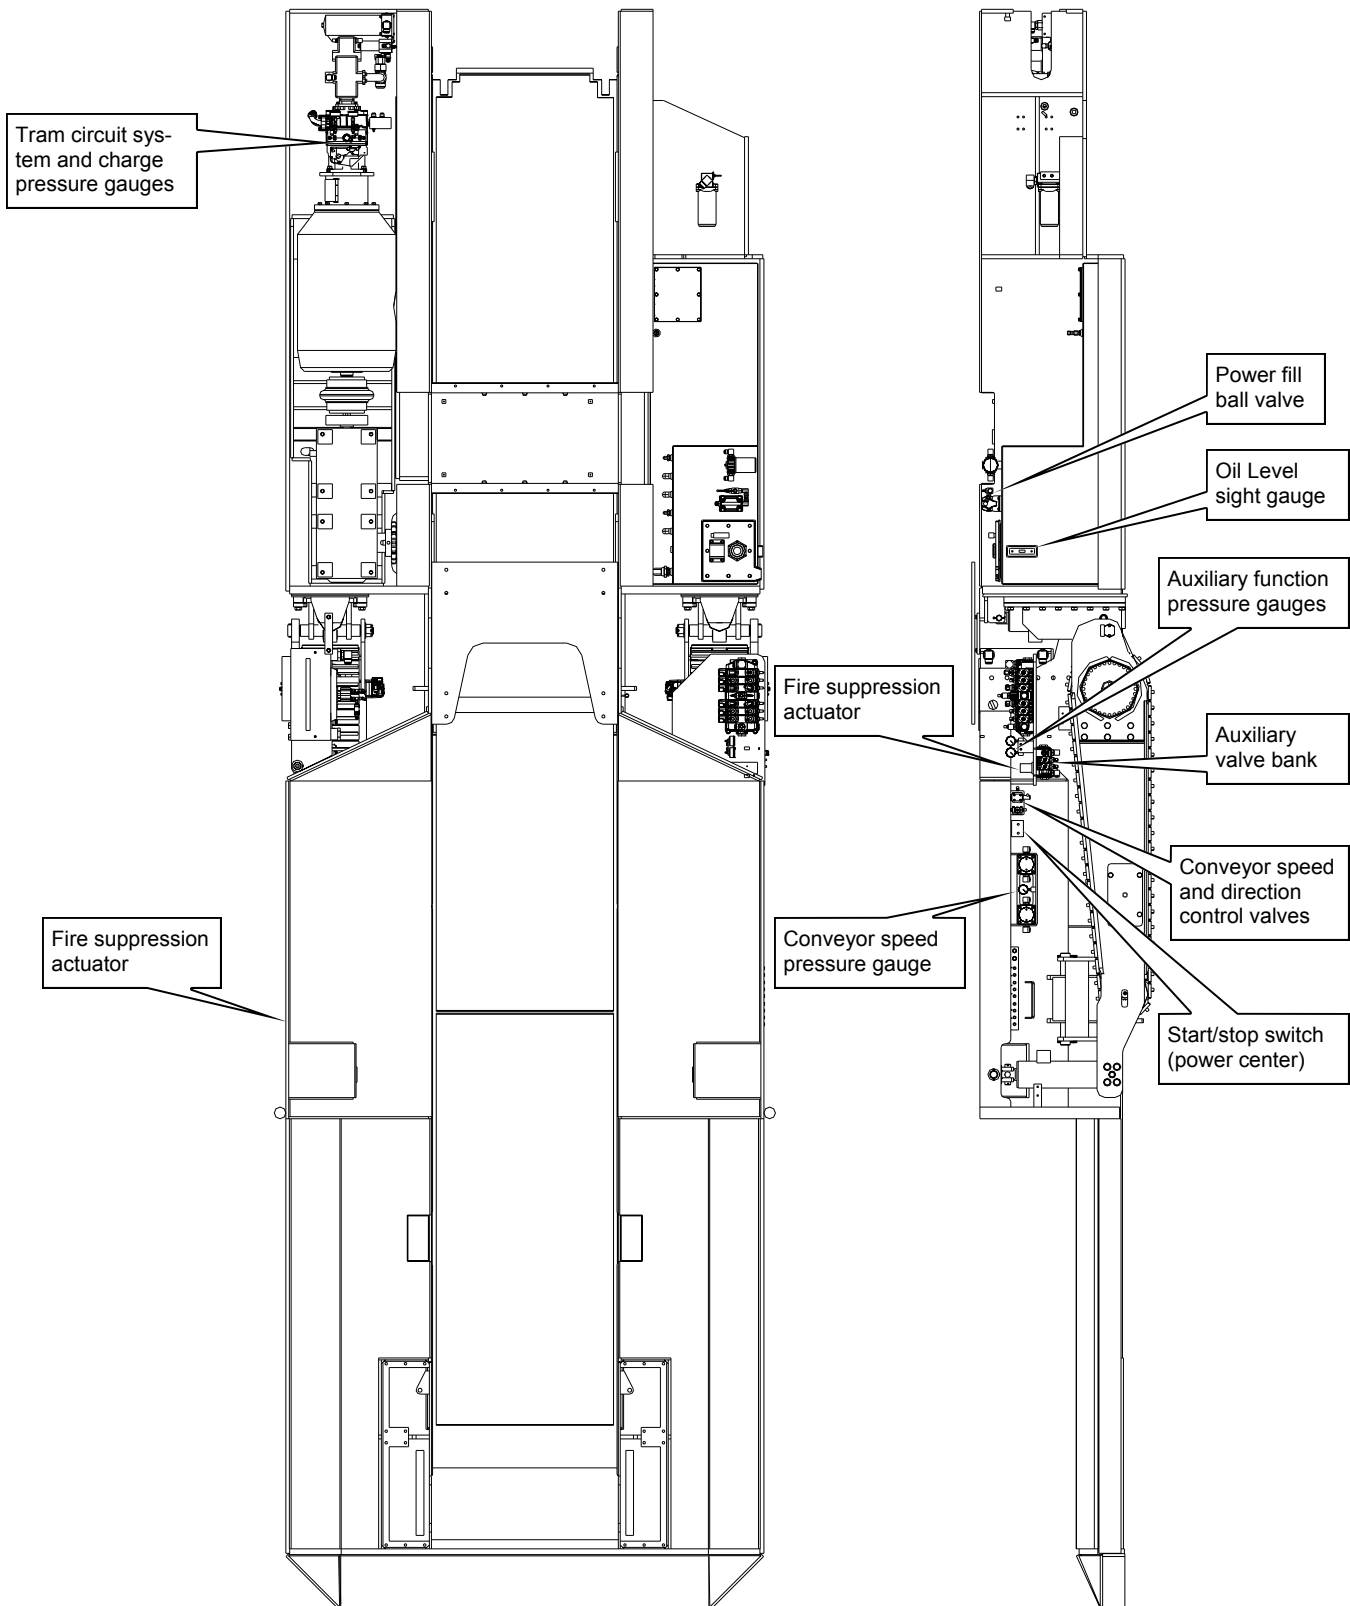 Tram circuit sys-
tem and charge
pressure gauges
Power fill
ball valve
Oil Level
sight gauge
Auxiliary function
pressure gauges
Fire suppression
actuator
Auxiliary
valve bank
Conveyor speed
and direction
control valves
Fire suppression
actuator
Conveyor speed
pressure gauge
Start/stop switch
(power center)